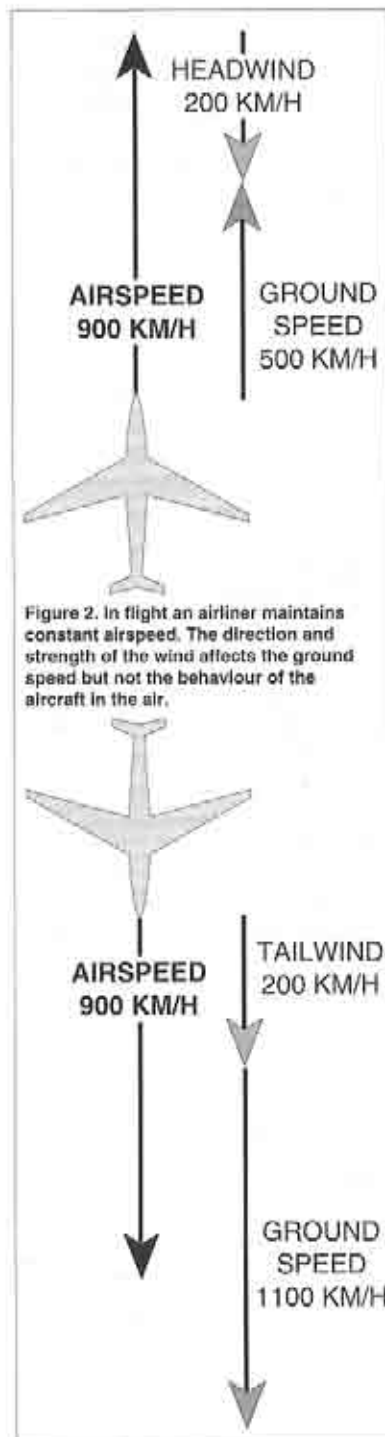 HEADWIND
200 KM/H
AIRSPEED
900 KM/H
GROUND
SPEED
500 KM/H
Figure 2. In flight an airliner maintains
constant airspeed. The direction and
strength of the wind affects the ground
speed but not the behaviour of the
aircraft in the air.
AIRSPEED
900 KM/H
TAILWIND
200 KM/H
GROUND
SPEED
1100 KM/H